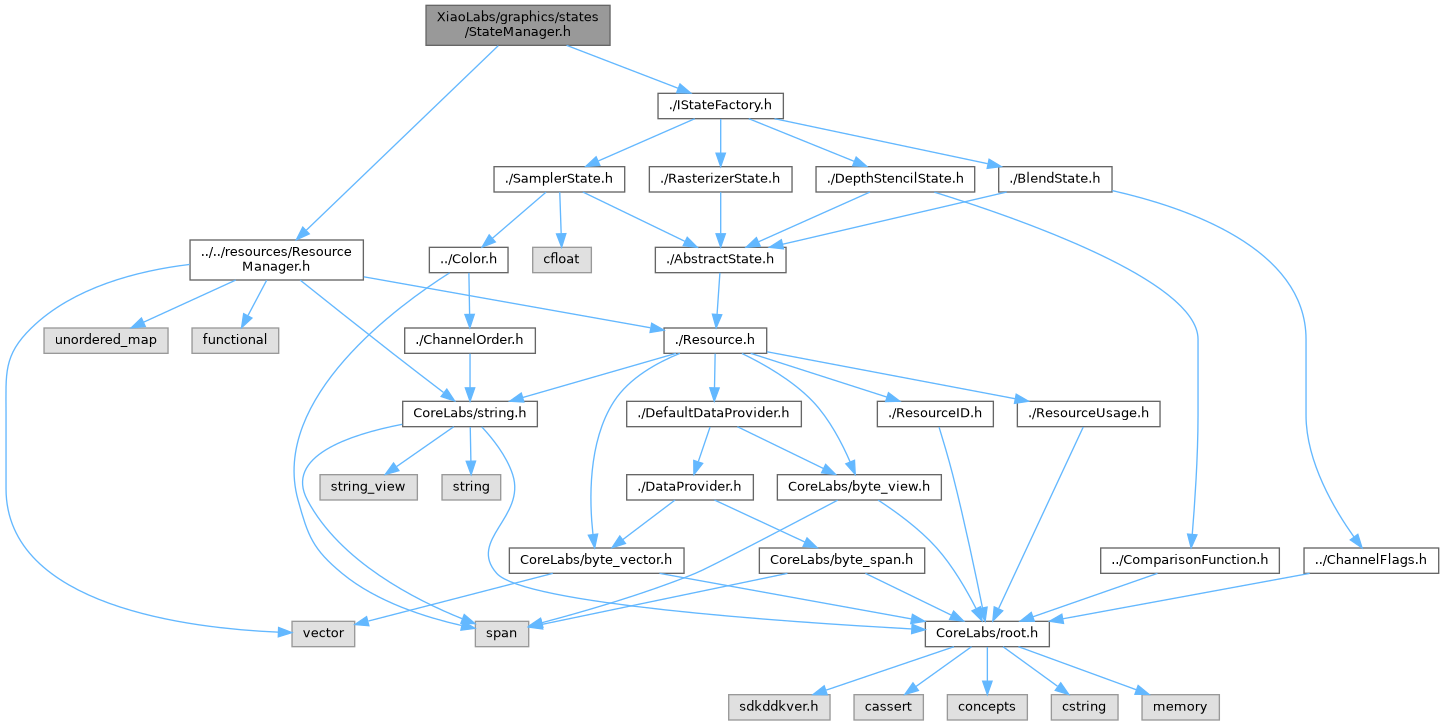 XiaoLabs/graphics/states
/StateManager.h
./IStateFactory.h
./SamplerState.h
./RasterizerState.h
./DepthStencilState.h
./BlendState.h
../../resources/Resource
Manager.h
../Color.h
cfloat
./AbstractState.h
unordered_map
functional
./ChannelOrder.h
./Resource.h
CoreLabs/string.h
./DefaultDataProvider.h
./ResourceID.h
./ResourceUsage.h
string_view
string
./DataProvider.h
CoreLabs/byte_view.h
CoreLabs/byte_vector.h
CoreLabs/byte_span.h
../ComparisonFunction.h
../ChannelFlags.h
vector
span
CoreLabs/root.h
sdkddkver.h
cassert
concepts
cstring
memory